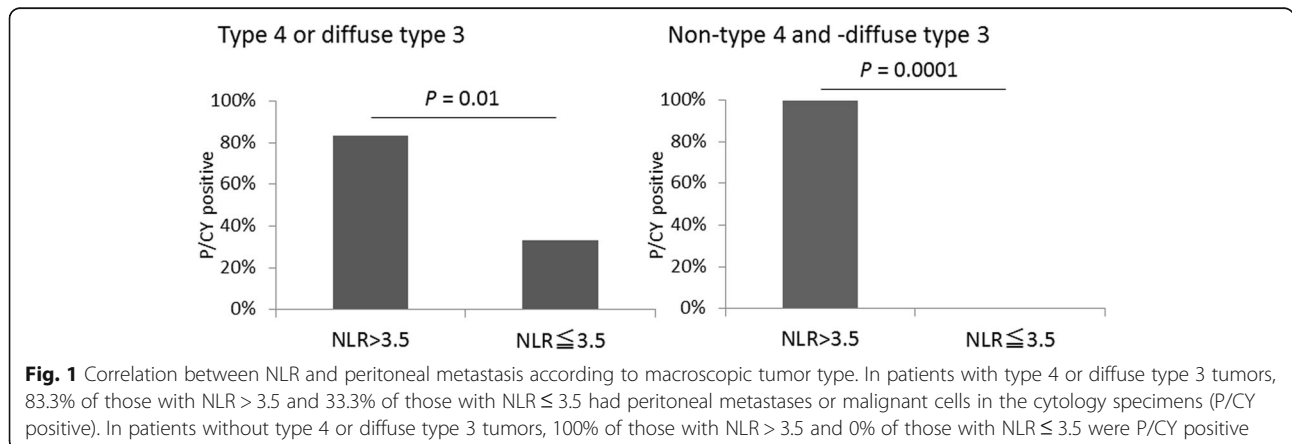 Type 4 or diffuse type 3
P = 0.01
100%
80%
60%
40%
20%
0%
P/CY positive
NLR>3.5
NLR≦3.5
Non-type 4 and -diffuse type 3
P = 0.0001
100%
80%
60%
40%
20%
0%
P/CY positive
NLR>3.5
NLR≦3.5
Fig. 1 Correlation between NLR and peritoneal metastasis according to macroscopic tumor type. In patients with type 4 or diffuse type 3 tumors,
83.3% of those with NLR > 3.5 and 33.3% of those with NLR ≤ 3.5 had peritoneal metastases or malignant cells in the cytology specimens (P/CY
positive). In patients without type 4 or diffuse type 3 tumors, 100% of those with NLR > 3.5 and 0% of those with NLR ≤ 3.5 were P/CY positive